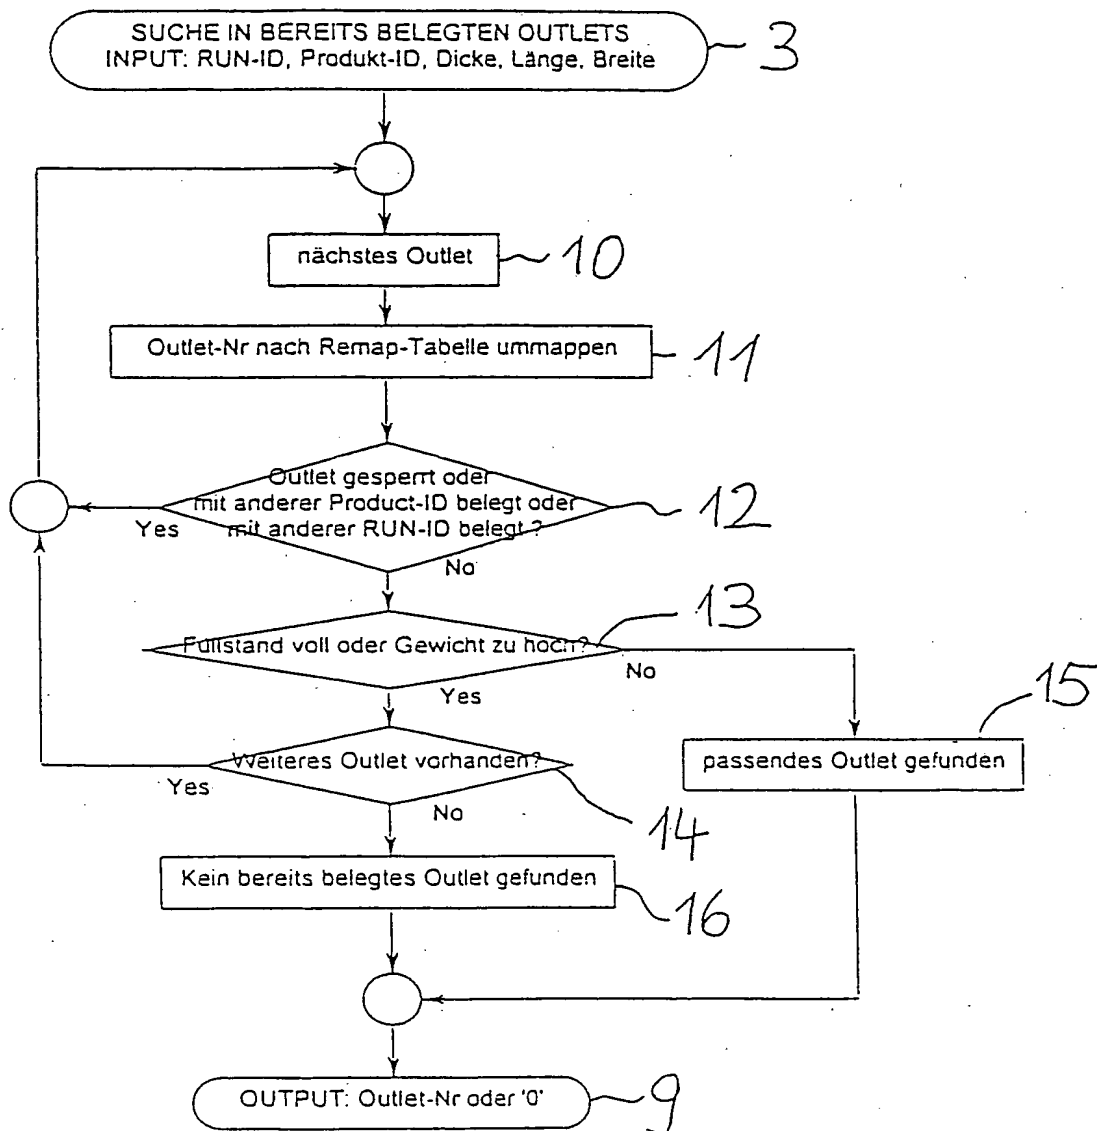 SUCHE IN BEREITS BELEGTEN OUTLETS
INPUT: RUN-ID, Produkt-ID, Dicke, Länge, Breite
3
nächstes Outlet
10
Outlet-Nr nach Remap-Tabelle ummappen
11
Outlet gesperrt oder
mit anderer Product-ID belegt oder
mit anderer RUN-ID belegt ?
12
Yes
No
Füllstand voll oder Gewicht zu hoch?
13
No
Yes
15
Weiteres Outlet vorhanden?
passendes Outlet gefunden
Yes
No
14
Kein bereits belegtes Outlet gefunden
16
OUTPUT: Outlet-Nr oder '0'
9